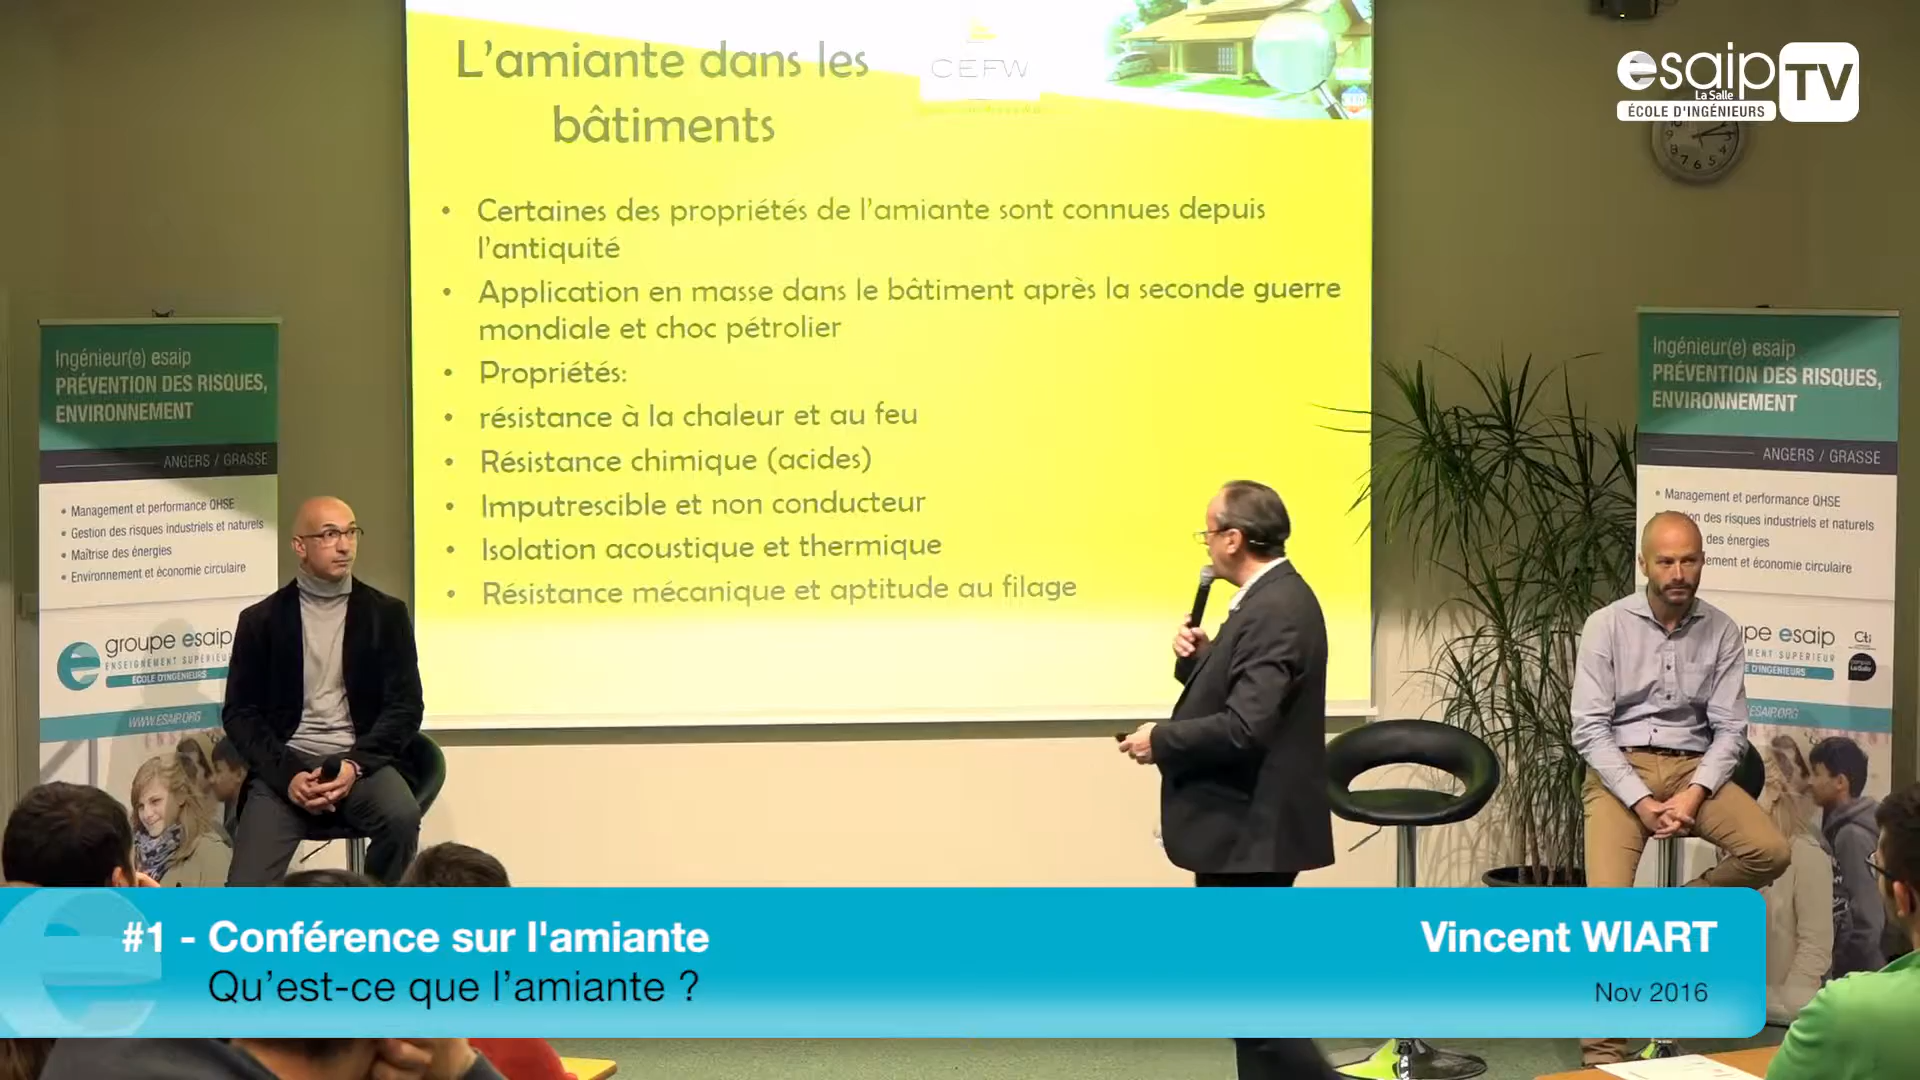 L'amiante dans les
bâtiments
CEFW
• Certaines des propriétés de l'amiante sont connues depuis
l'antiquité
• Application en masse dans le bâtiment après la seconde guerre
mondiale et choc pétrolier
• Propriétés:
• résistance à la chaleur et au feu
• Résistance chimique (acides)
• Imputrescible et non conducteur
• Isolation acoustique et thermique
• Résistance mécanique et aptitude au filage
esaip TV
La Salle
ÉCOLE D'INGÉNIEURS
Ingénieur(e) esaip
PRÉVENTION DES RISQUES,
ENVIRONNEMENT
ANGERS / GRASSE
• Management et performance QHSE
• Gestion des risques industriels et naturels
• Maîtrise des énergies
• Environnement et économie circulaire
groupe esaip
ENSEIGNEMENT SUPÉRIEUR
ÉCOLE D'INGÉNIEURS
WWW.ESAIP.ORG
Ingénieur(e) esaip
PRÉVENTION DES RISQUES,
ENVIRONNEMENT
ANGERS / GRASSE
• Management et performance QHSE
des risques industriels et naturels
des énergies
et économie circulaire
esaip
Cti
D'INGÉNIEURS
ESAIP.ORG
#1 - Conférence sur l'amiante
Qu'est-ce que l'amiante ?
Vincent WIART
Nov 2016